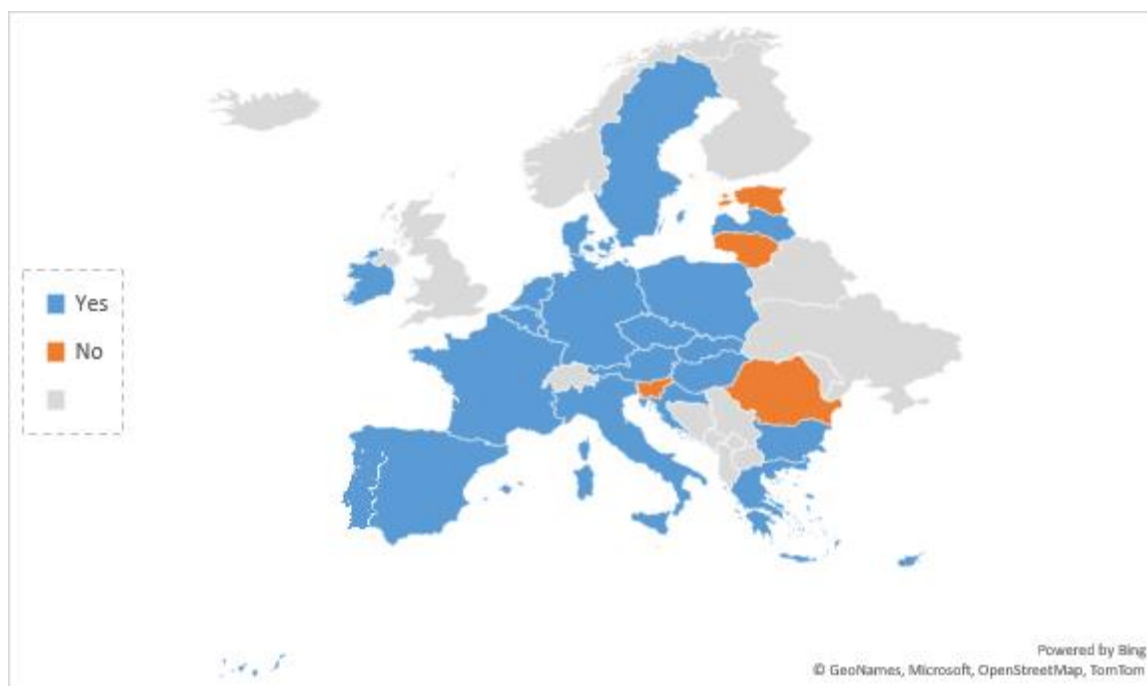 Yes
No
Powered by Bing
© GeoNames, Microsoft, OpenStreetMap, TomTom